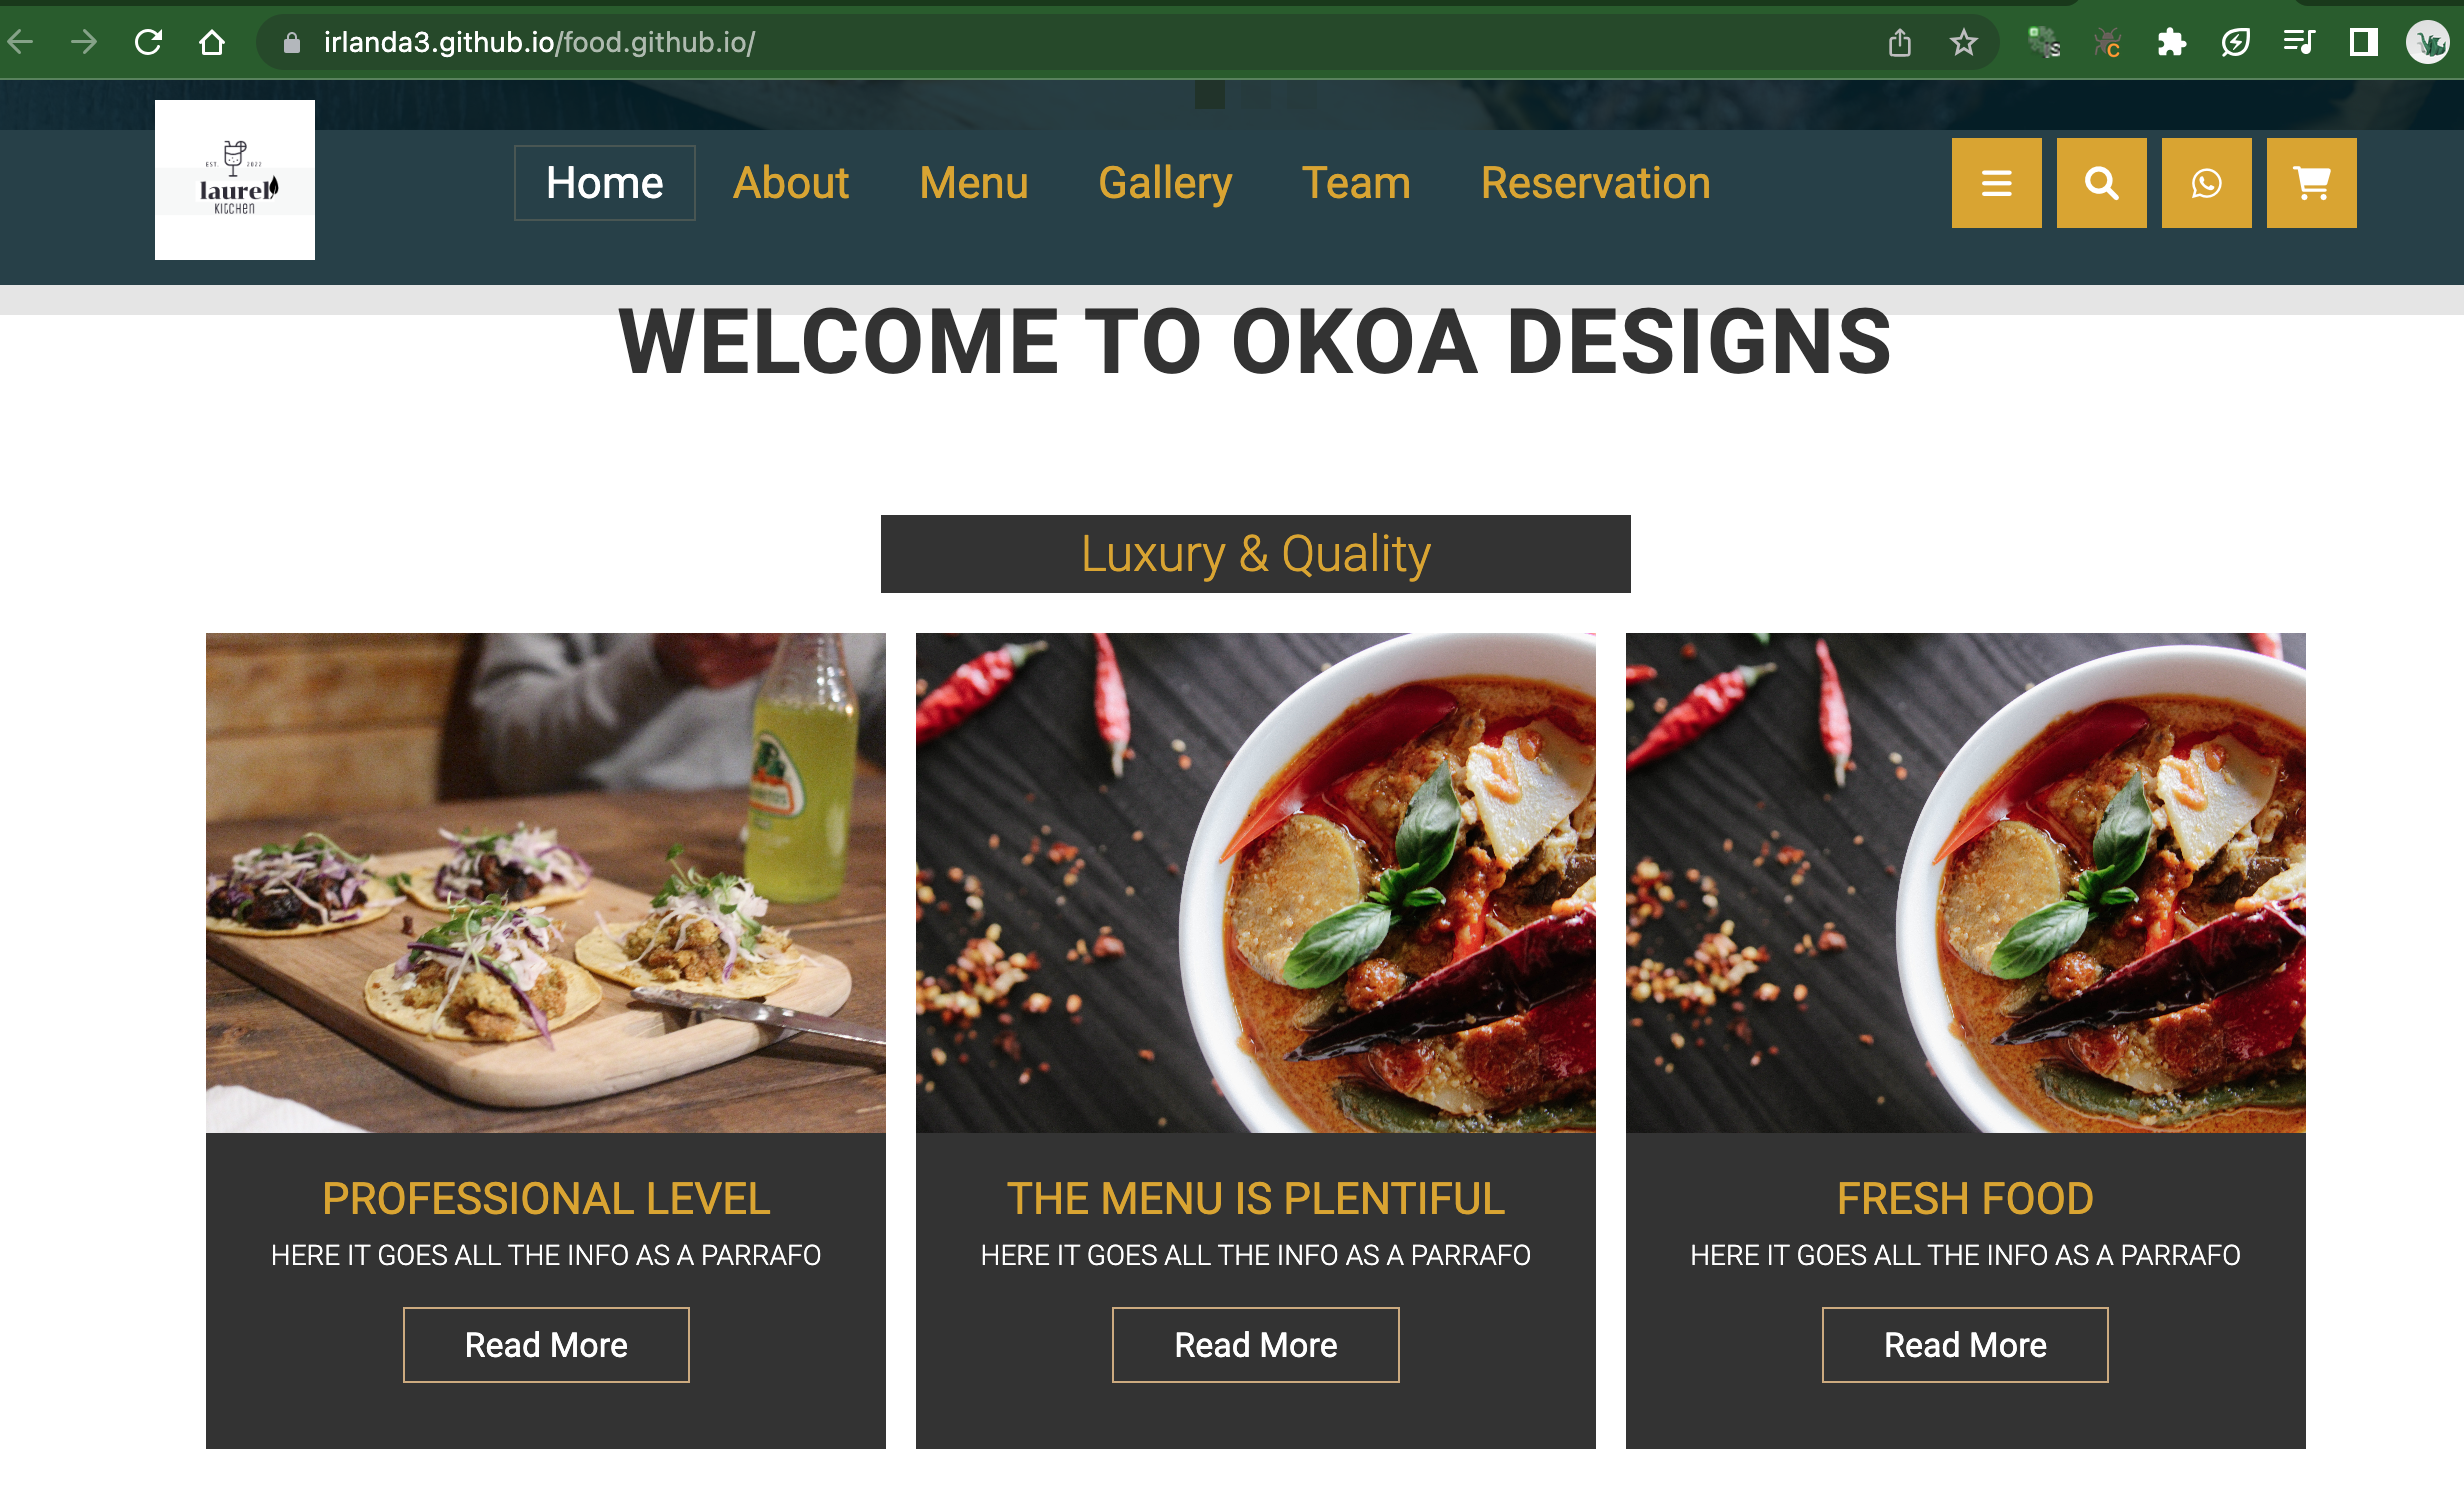 irlanda3.github.io/food.github.io/
EST. 2022
laurel
KITCHEN
Home About Menu Gallery Team Reservation
WELCOME TO OKOA DESIGNS
Luxury & Quality
PROFESSIONAL LEVEL
HERE IT GOES ALL THE INFO AS A PARRAFO
Read More
THE MENU IS PLENTIFUL
HERE IT GOES ALL THE INFO AS A PARRAFO
Read More
FRESH FOOD
HERE IT GOES ALL THE INFO AS A PARRAFO
Read More